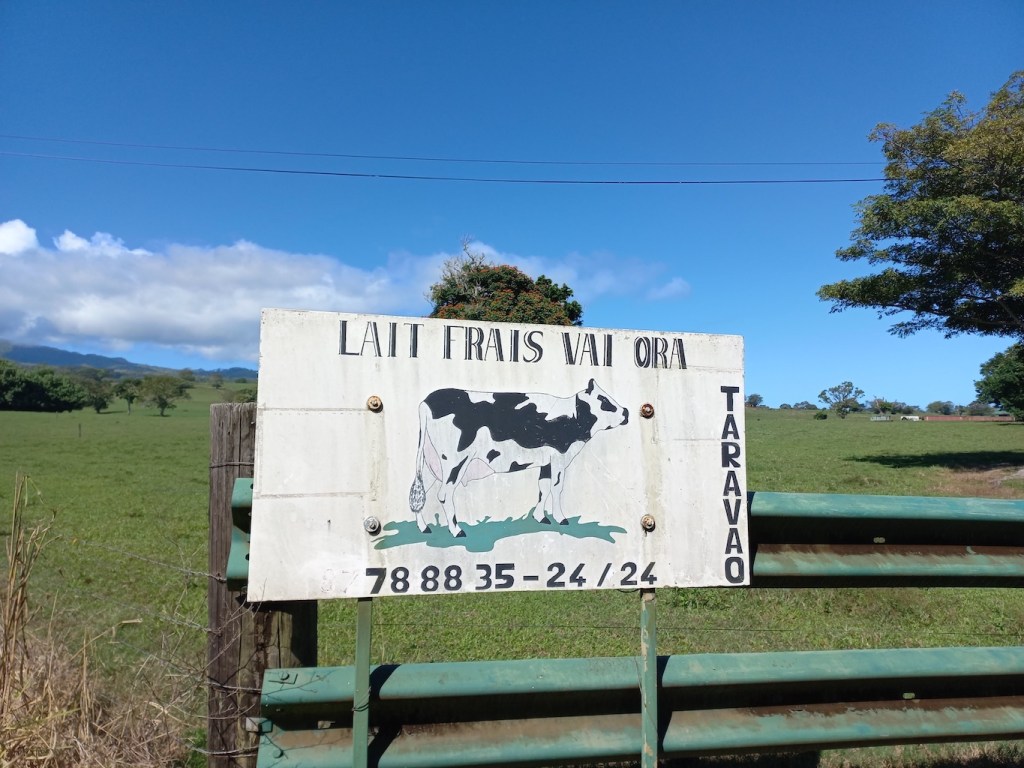 LAIT FRAIS VAI ORA
TARAVAO
78 88 35 - 24 / 24